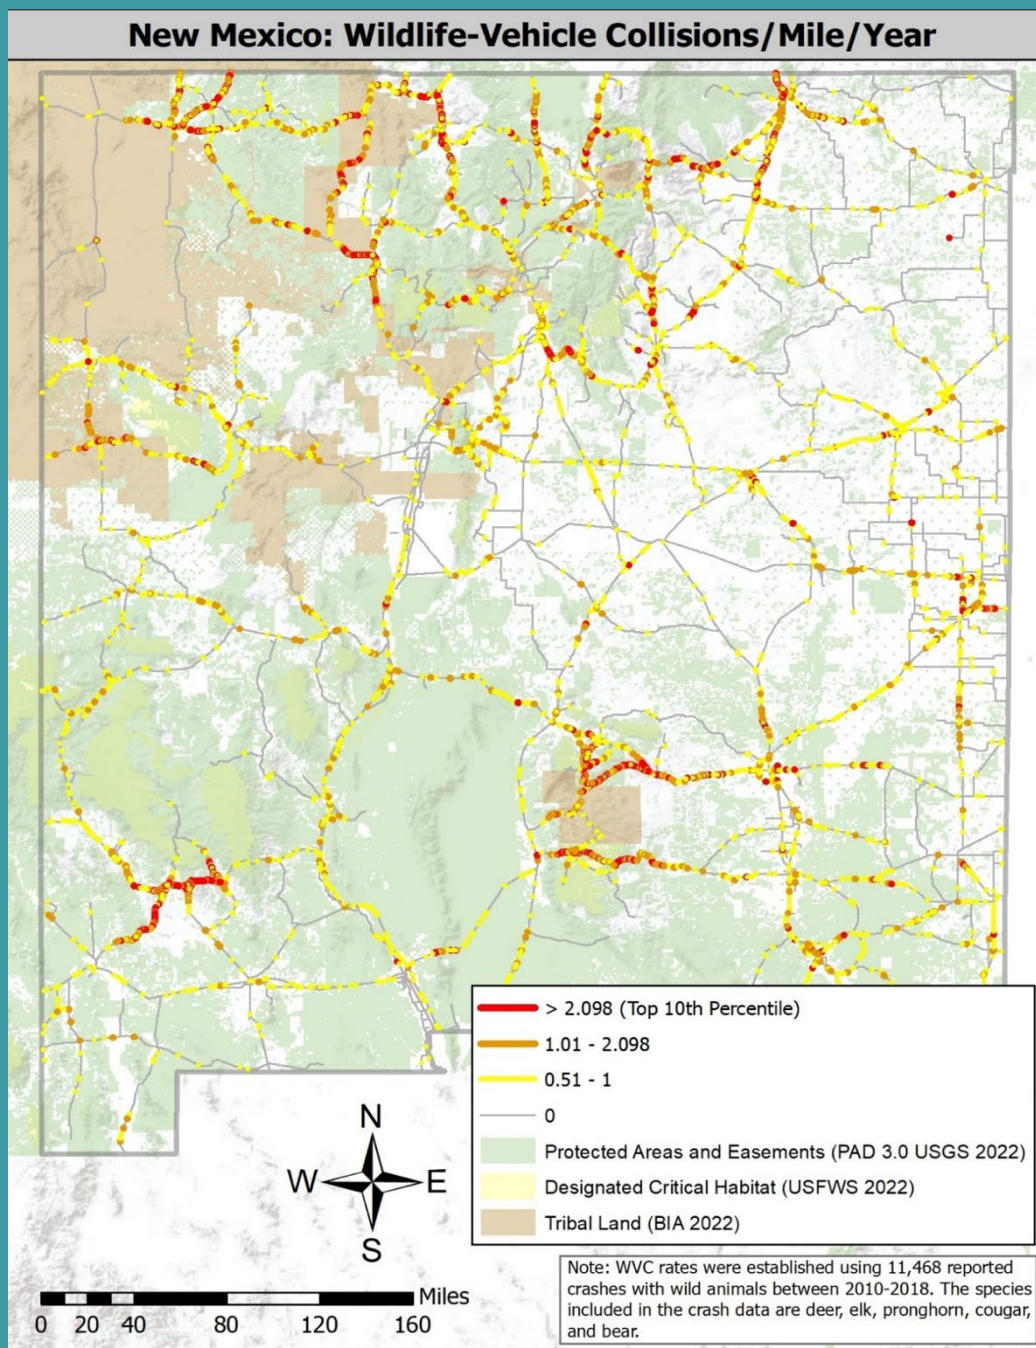 New Mexico: Wildlife-Vehicle Collisions/Mile/Year
> 2.098 (Top 10th Percentile)
1.01 - 2.098
0.51 - 1
0
Protected Areas and Easements (PAD 3.0 USGS 2022)
Designated Critical Habitat (USFWS 2022)
Tribal Land (BIA 2022)
N
W E
S
Miles
0 20 40 80 120 160
Note: WVC rates were established using 11,468 reported
crashes with wild animals between 2010-2018. The species
included in the crash data are deer, elk, pronghorn, cougar,
and bear.